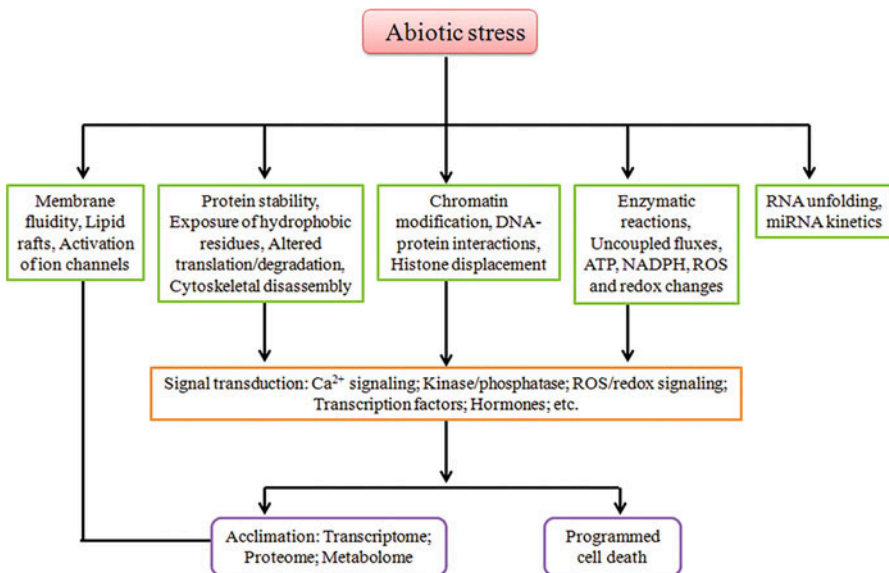 Abiotic stress
Membrane
fluidity, Lipid
rafts, Activation
of ion channels
Protein stability,
Exposure of hydrophobic
residues, Altered
translation/degradation,
Cytoskeletal disassembly
Chromatin
modification, DNA-
protein interactions,
Histone displacement
Enzymatic
reactions,
Uncoupled fluxes,
ATP, NADPH, ROS
and redox changes
RNA unfolding,
miRNA kinetics
Signal transduction: Ca²⁺ signaling; Kinase/phosphatase; ROS/redox signaling;
Transcription factors; Hormones; etc.
Acclimation: Transcriptome;
Proteome; Metabolome
Programmed
cell death